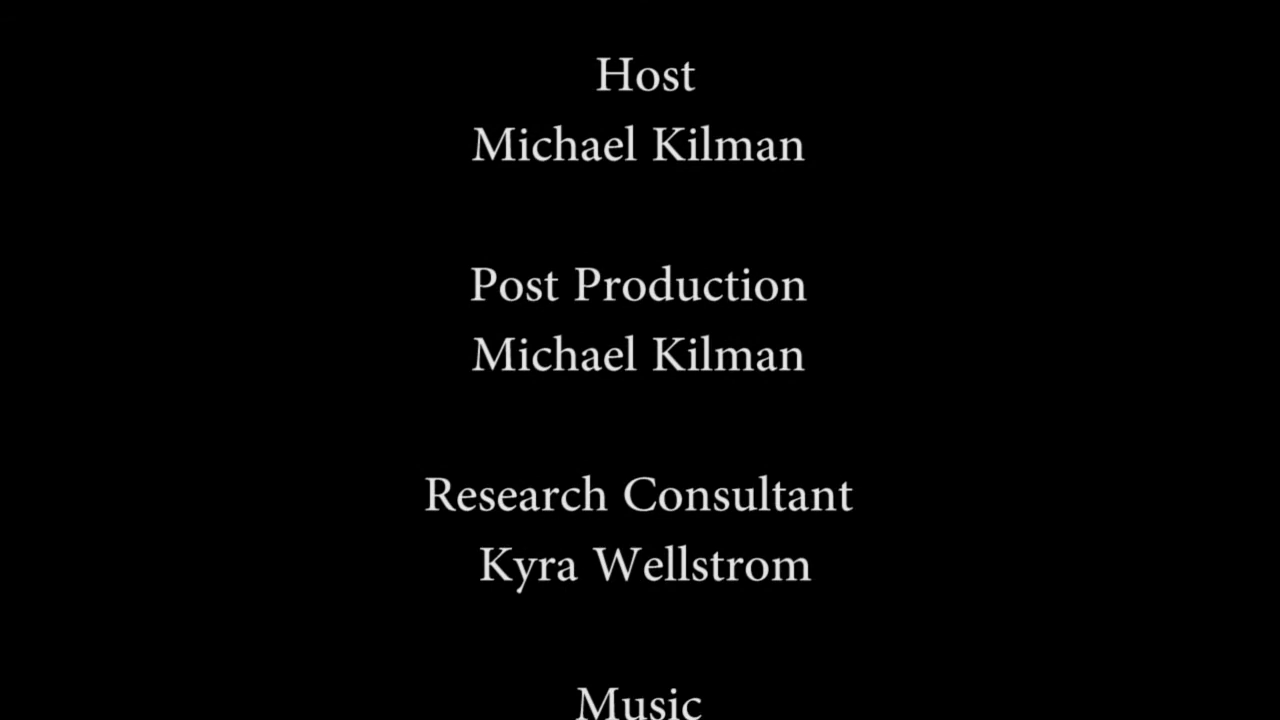 Host
Michael Kilman
Post Production
Michael Kilman
Research Consultant
Kyra Wellstrom
Music